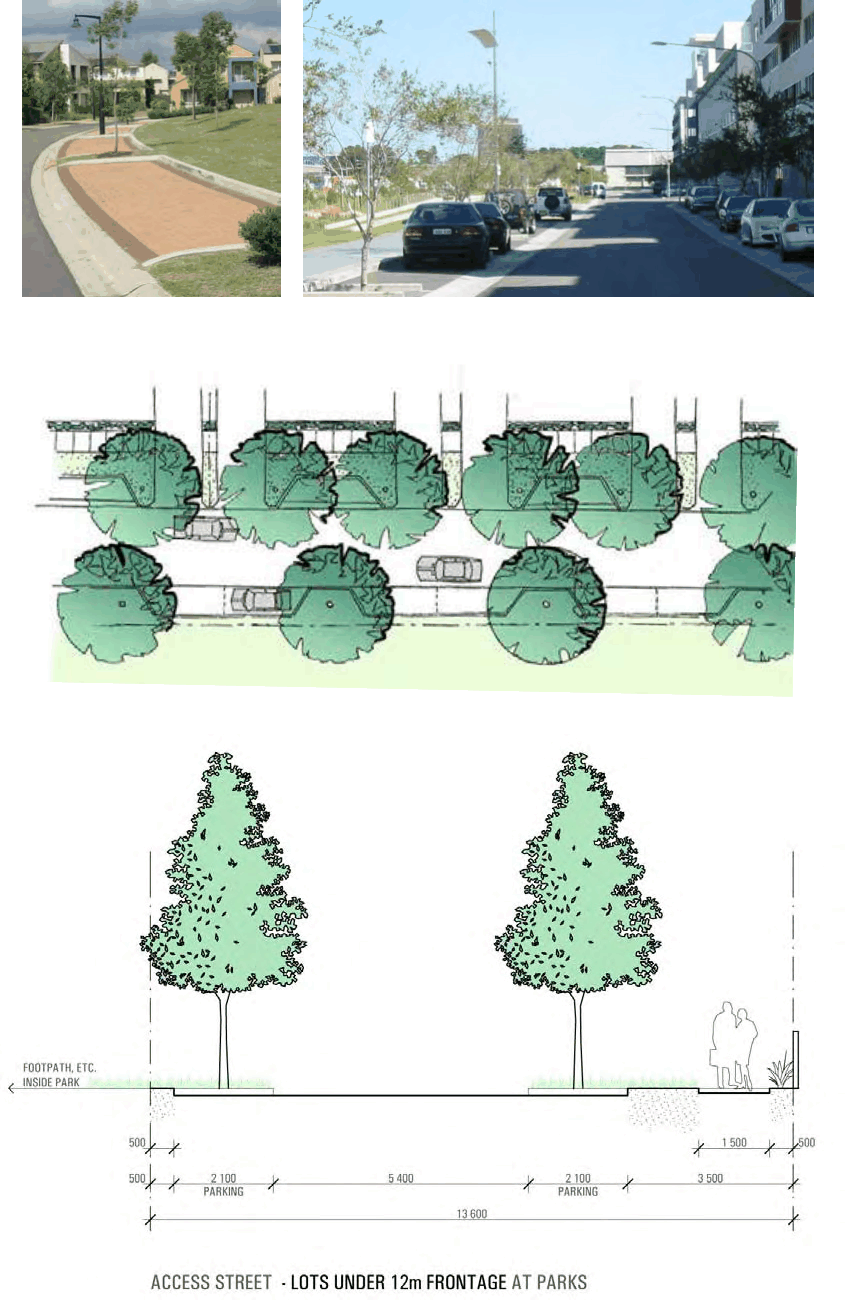 FOOTPATH, ETC.
INSIDE PARK
500
1 500
500
500
2 100
PARKING
5 400
2 100
PARKING
3 500
13 600
ACCESS STREET - LOTS UNDER 12m FRONTAGE AT PARKS